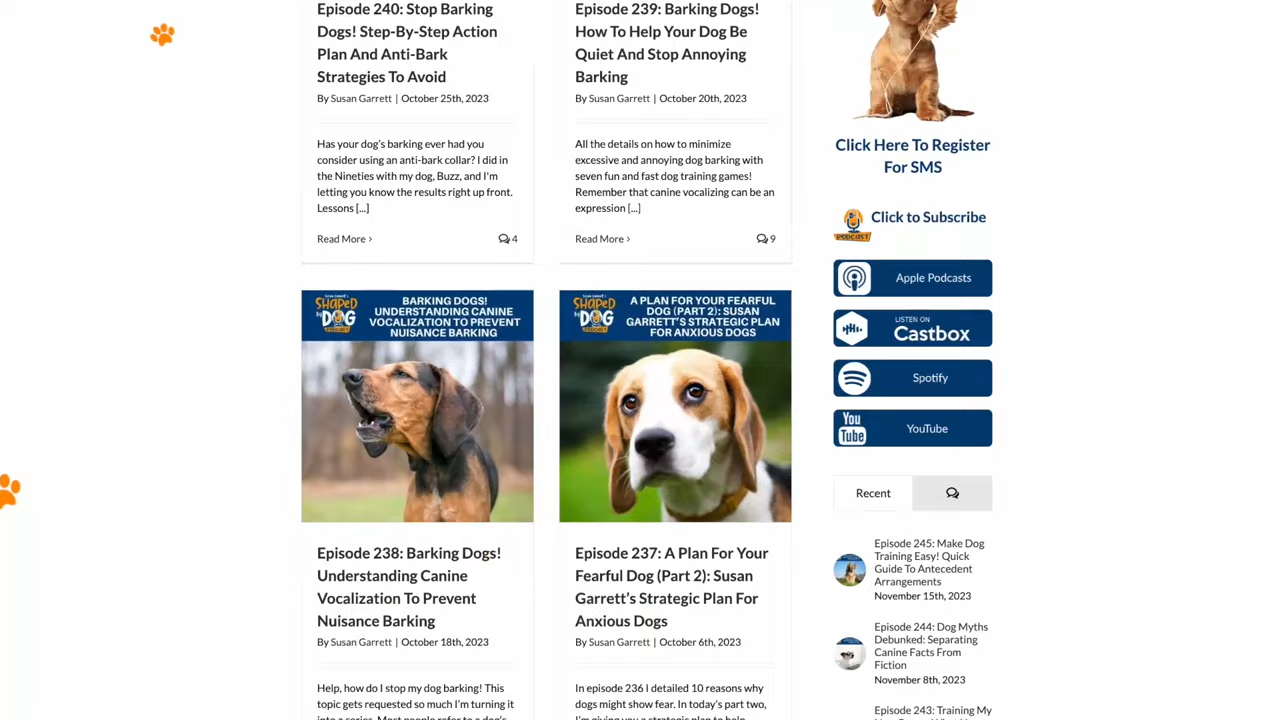 Episode 240: Stop Barking
Dogs! Step-By-Step Action
Plan And Anti-Bark
Strategies To Avoid
By Susan Garrett | October 25th, 2023
Has your dog's barking ever had you
consider using an anti-bark collar? I did in
the Nineties with my dog, Buzz, and I'm
letting you know the results right up front.
Lessons [...]
Read More ›
4
Episode 239: Barking Dogs!
How To Help Your Dog Be
Quiet And Stop Annoying
Barking
By Susan Garrett | October 20th, 2023
All the details on how to minimize
excessive and annoying dog barking with
seven fun and fast dog training games!
Remember that canine vocalizing can be an
expression [...]
Read More ›
9
SHAPED
by DOG
PODCAST
BARKING DOGS!
UNDERSTANDING CANINE
VOCALIZATION TO PREVENT
NUISANCE BARKING
Episode 238: Barking Dogs!
Understanding Canine
Vocalization To Prevent
Nuisance Barking
By Susan Garrett | October 18th, 2023
Help, how do I stop my dog barking! This
topic gets requested so much I'm turning it
SHAPED
by DOG
PODCAST
A PLAN FOR YOUR FEARFUL
DOG (PART 2): SUSAN
GARRETT'S STRATEGIC PLAN
FOR ANXIOUS DOGS
Episode 237: A Plan For Your
Fearful Dog (Part 2): Susan
Garrett's Strategic Plan For
Anxious Dogs
By Susan Garrett | October 6th, 2023
In episode 236 I detailed 10 reasons why
dogs might show fear. In today's part two,
I'm giving you a strategic plan to help
Click Here To Register
For SMS
PODCAST
Click to Subscribe
Apple Podcasts
LISTEN ON
Castbox
Spotify
You
Tube
YouTube
Recent
Episode 245: Make Dog
Training Easy! Quick
Guide To Antecedent
Arrangements
November 15th, 2023
Episode 244: Dog Myths
Debunked: Separating
Canine Facts From
Fiction
November 8th, 2023
Episode 243: Training My